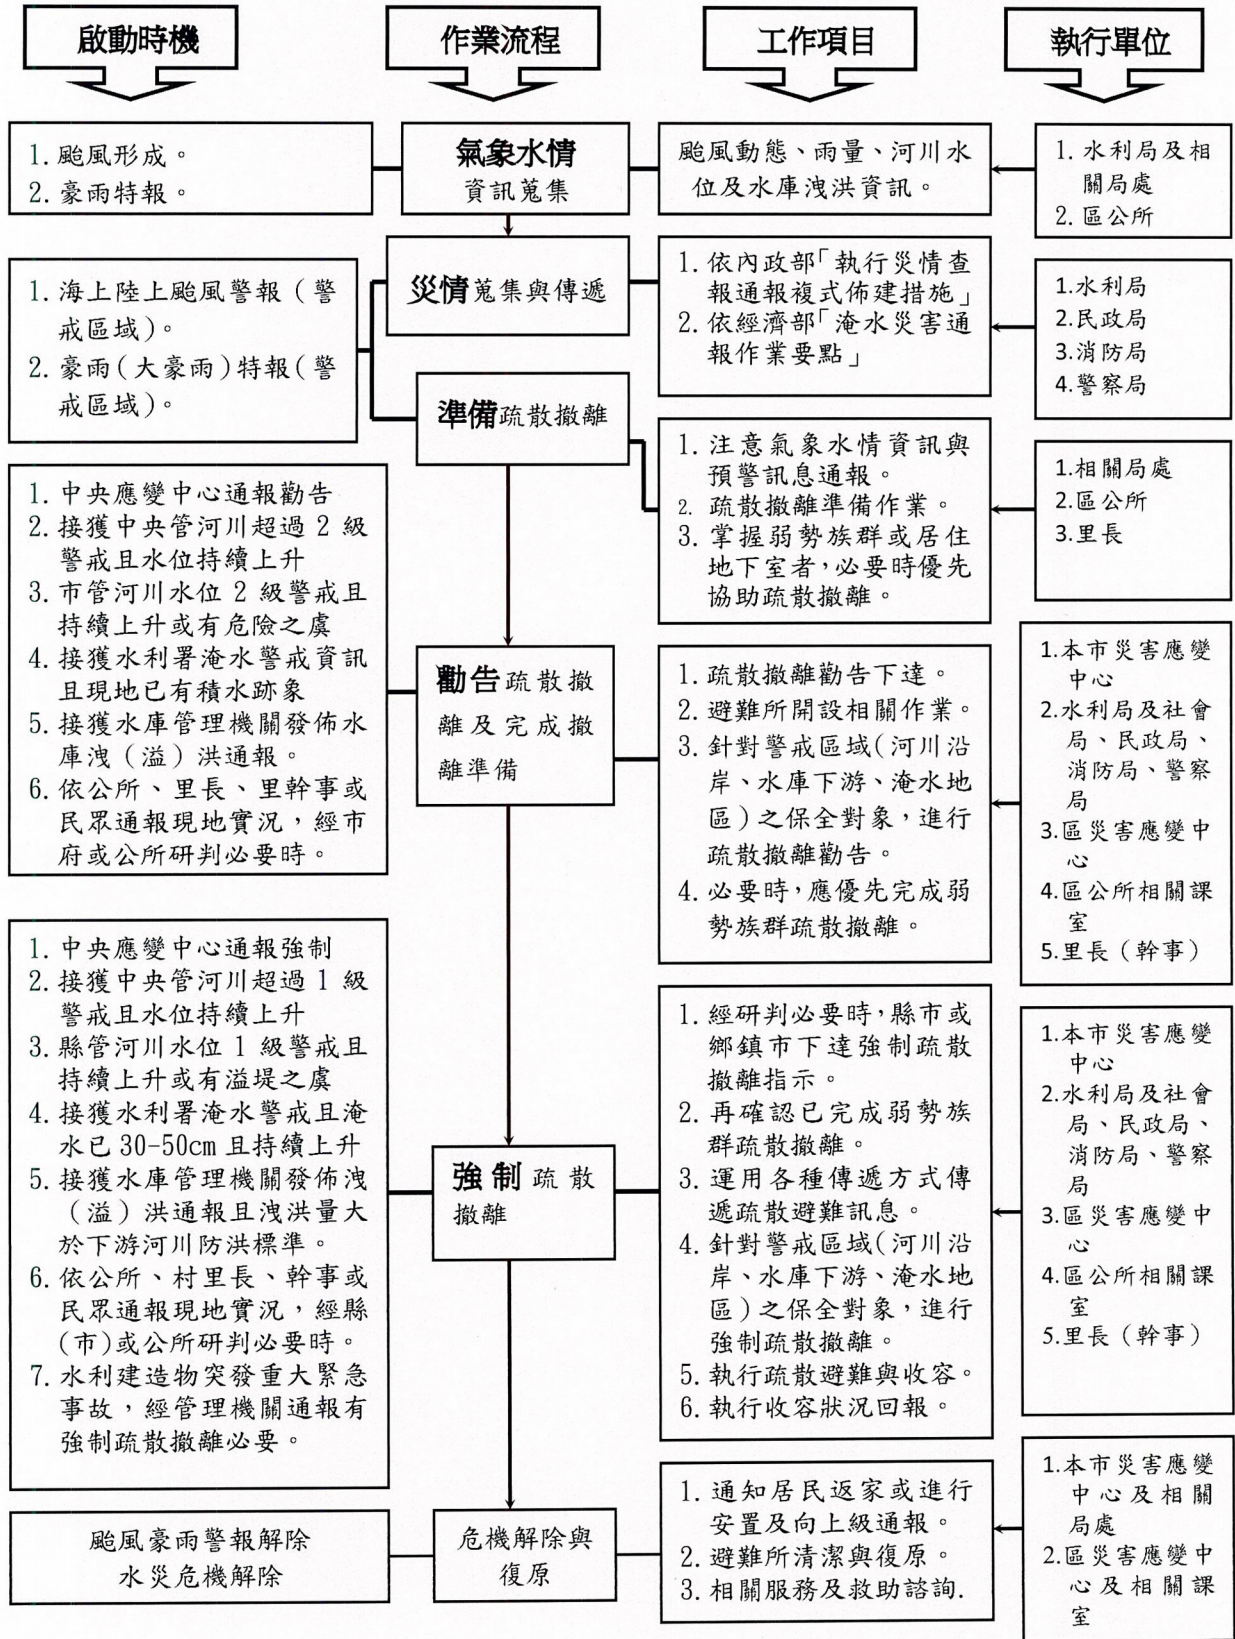 啟動時機
作業流程
工作項目
執行單位
1. 颱風形成。
2. 豪雨特報。
氣象水情
資訊蒐集
颱風動態、雨量、河川水
位及水庫洩洪資訊。
1. 水利局及相
關局處
2. 區公所
1. 海上陸上颱風警報（警
戒區域）。
2. 豪雨(大豪雨)特報(警
戒區域)。
災情蒐集與傳遞
1. 依內政部「執行災情查
報通報複式佈建措施」
2. 依經濟部「淹水災害通
報作業要點」
1.水利局
2.民政局
3.消防局
4.警察局
準備疏散撤離
1. 注意氣象水情資訊與
預警訊息通報。
2. 疏散撤離準備作業。
3. 掌握弱勢族群或居住
地下室者，必要時優先
協助疏散撤離。
1.相關局處
2.區公所
3.里長
1. 中央應變中心通報勸告
2. 接獲中央管河川超過 2 級
警戒且水位持續上升
3. 市管河川水位 2 級警戒且
持續上升或有危險之虞
4. 接獲水利署淹水警戒資訊
且現地已有積水跡象
5. 接獲水庫管理機關發佈水
庫洩（溢）洪通報。
6. 依公所、里長、里幹事或
民眾通報現地實況，經市
府或公所研判必要時。
勸告疏散撤
離及完成撤
離準備
1. 疏散撤離勸告下達。
2. 避難所開設相關作業。
3. 針對警戒區域(河川沿
岸、水庫下游、淹水地
區)之保全對象，進行
疏散撤離勸告。
4. 必要時，應優先完成弱
勢族群疏散撤離。
1.本市災害應變
中心
2.水利局及社會
局、民政局、
消防局、警察
局
3.區災害應變中
心
4.區公所相關課
室
5.里長（幹事）
1. 中央應變中心通報強制
2. 接獲中央管河川超過 1 級
警戒且水位持續上升
3. 縣管河川水位 1 級警戒且
持續上升或有溢堤之虞
4. 接獲水利署淹水警戒且淹
水已 30-50cm 且持續上升
5. 接獲水庫管理機關發佈洩
（溢）洪通報且洩洪量大
於下游河川防洪標準。
6. 依公所、村里長、幹事或
民眾通報現地實況，經縣
(市)或公所研判必要時。
7. 水利建造物突發重大緊急
事故，經管理機關通報有
強制疏散撤離必要。
強制疏散
撤離
1. 經研判必要時，縣市或
鄉鎮市下達強制疏散
撤離指示。
2. 再確認已完成弱勢族
群疏散撤離。
3. 運用各種傳遞方式傳
遞疏散避難訊息。
4. 針對警戒區域(河川沿
岸、水庫下游、淹水地
區)之保全對象，進行
強制疏散撤離。
5. 執行疏散避難與收容。
6. 執行收容狀況回報。
1.本市災害應變
中心
2.水利局及社會
局、民政局、
消防局、警察
局
3.區災害應變中
心
4.區公所相關課
室
5.里長（幹事）
颱風豪雨警報解除
水災危機解除
危機解除與
復原
1. 通知居民返家或進行
安置及向上級通報。
2. 避難所清潔與復原。
3. 相關服務及救助諮詢.
1.本市災害應變
中心及相關
局處
2.區災害應變中
心及相關課
室